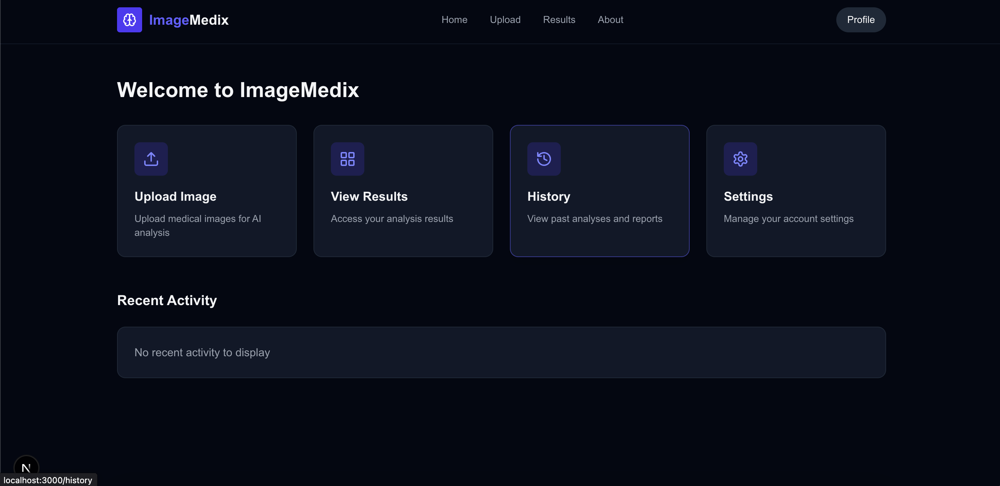 ImageMedix
Home
Upload
Results
About
Profile
Welcome to ImageMedix
Upload Image
Upload medical images for AI
analysis
View Results
Access your analysis results
History
View past analyses and reports
Settings
Manage your account settings
Recent Activity
No recent activity to display
N
localhost:3000/history